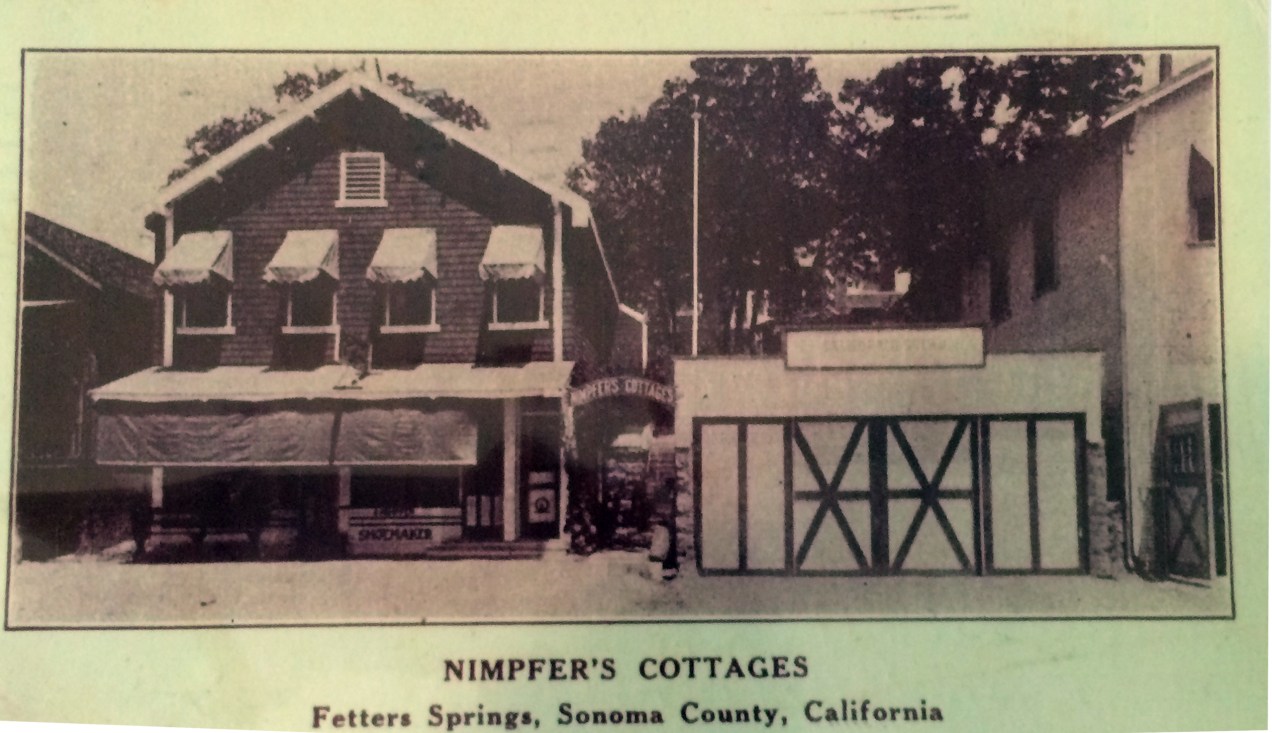 NIMPFER'S COTTAGES
SHOEMAKER
NIMPFER'S COTTAGES
Fetters Springs, Sonoma County, California